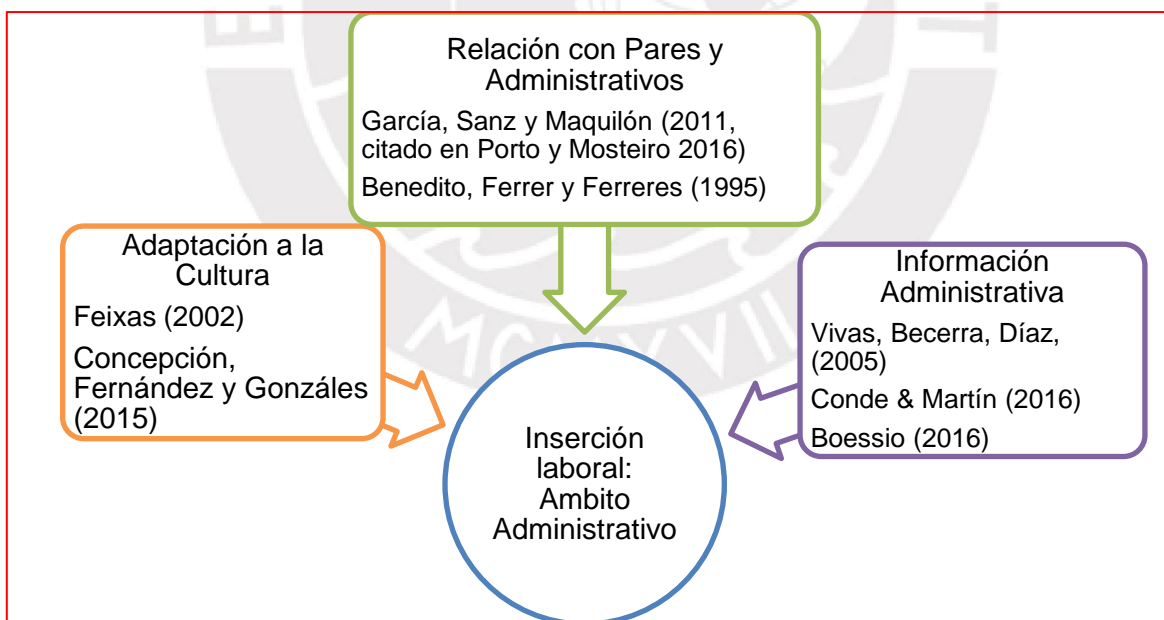 Relación con Pares y
Administrativos
García, Sanz y Maquilón (2011,
citado en Porto y Mosteiro 2016)
Benedito, Ferrer y Ferreres (1995)
Adaptación a la
Cultura
Feixas (2002)
Concepción,
Fernández y Gonzáles
(2015)
Información
Administrativa
Vivas, Becerra, Díaz,
(2005)
Conde & Martín (2016)
Boessio (2016)
Inserción
laboral:
Ambito
Administrativo